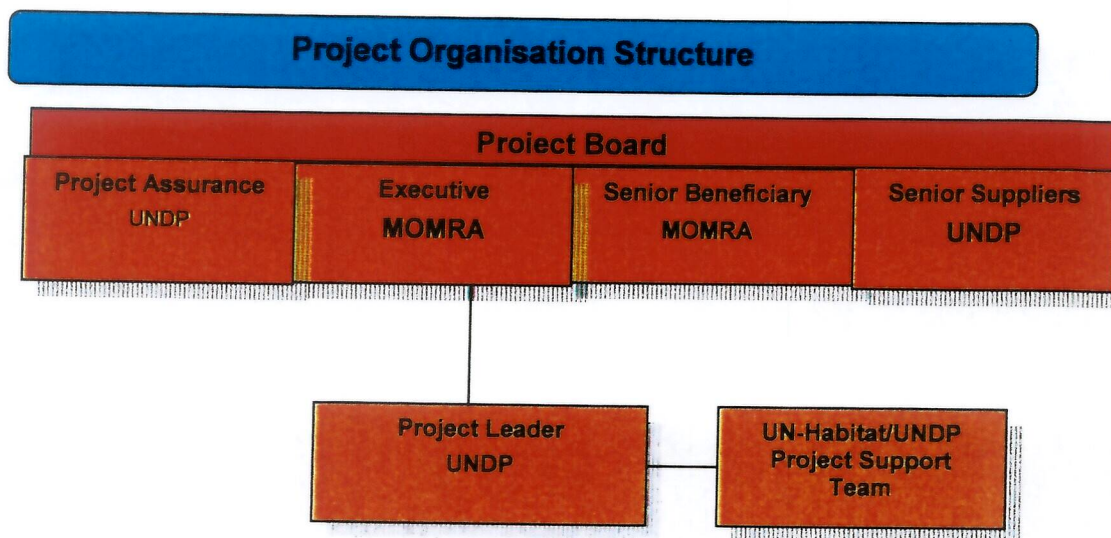 Project Organisation Structure
Project Board
Project Assurance
UNDP
Executive
MOMRA
Senior Beneficiary
MOMRA
Senior Suppliers
UNDP
Project Leader
UNDP
UN-Habitat/UNDP
Project Support
Team